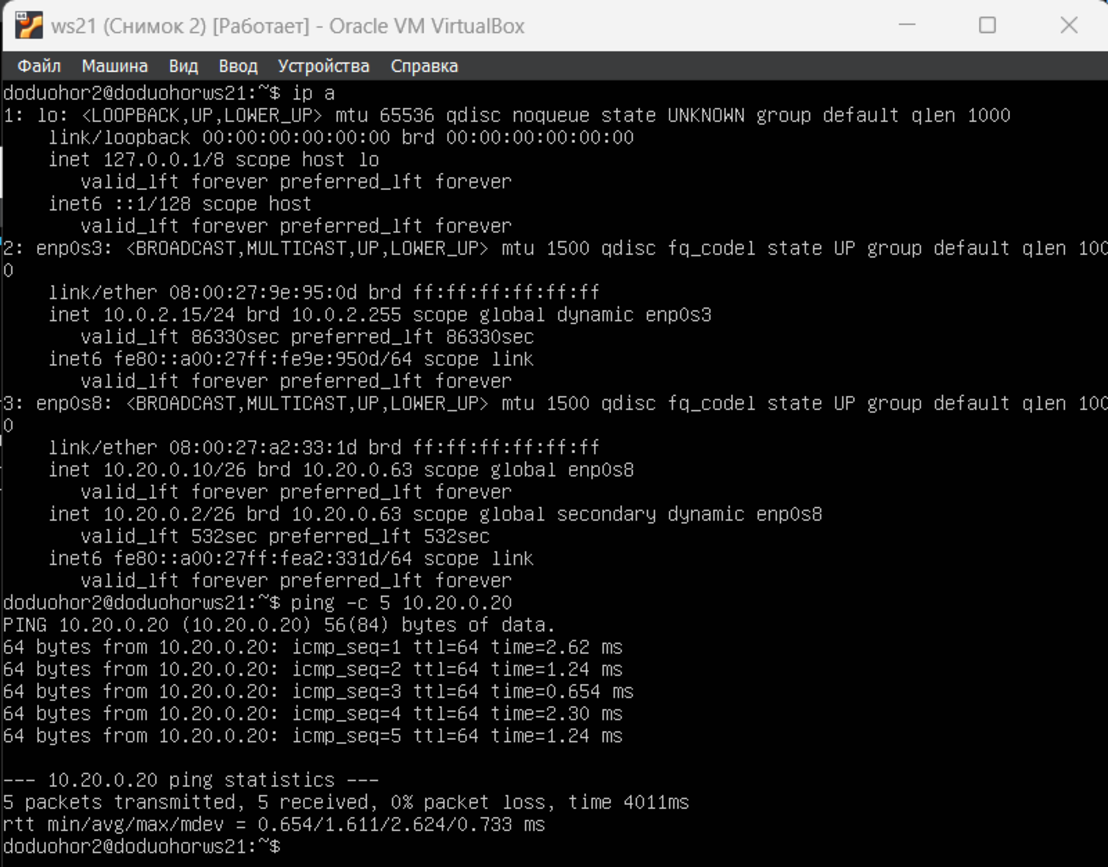 ws21 (Снимок 2) [Работает] - Oracle VM VirtualBox
Файл Машина Вид Ввод Устройства Справка
doduohor2@doduohorws21:~$ ip a
1: lo: <LOOPBACK,UP,LOWER_UP> mtu 65536 qdisc noqueue state UNKNOWN group default qlen 1000
    link/loopback 00:00:00:00:00:00 brd 00:00:00:00:00:00
    inet 127.0.0.1/8 scope host lo
       valid_lft forever preferred_lft forever
    inet6 ::1/128 scope host
       valid_lft forever preferred_lft forever
2: enp0s3: <BROADCAST,MULTICAST,UP,LOWER_UP> mtu 1500 qdisc fq_codel state UP group default qlen 100
0
    link/ether 08:00:27:9e:95:0d brd ff:ff:ff:ff:ff:ff
    inet 10.0.2.15/24 brd 10.0.2.255 scope global dynamic enp0s3
       valid_lft 86330sec preferred_lft 86330sec
    inet6 fe80::a00:27ff:fe9e:950d/64 scope link
       valid_lft forever preferred_lft forever
3: enp0s8: <BROADCAST,MULTICAST,UP,LOWER_UP> mtu 1500 qdisc fq_codel state UP group default qlen 100
0
    link/ether 08:00:27:a2:33:1d brd ff:ff:ff:ff:ff:ff
    inet 10.20.0.10/26 brd 10.20.0.63 scope global enp0s8
       valid_lft forever preferred_lft forever
    inet 10.20.0.2/26 brd 10.20.0.63 scope global secondary dynamic enp0s8
       valid_lft 532sec preferred_lft 532sec
    inet6 fe80::a00:27ff:fea2:331d/64 scope link
       valid_lft forever preferred_lft forever
doduohor2@doduohorws21:~$ ping -c 5 10.20.0.20
PING 10.20.0.20 (10.20.0.20) 56(84) bytes of data.
64 bytes from 10.20.0.20: icmp_seq=1 ttl=64 time=2.62 ms
64 bytes from 10.20.0.20: icmp_seq=2 ttl=64 time=1.24 ms
64 bytes from 10.20.0.20: icmp_seq=3 ttl=64 time=0.654 ms
64 bytes from 10.20.0.20: icmp_seq=4 ttl=64 time=2.30 ms
64 bytes from 10.20.0.20: icmp_seq=5 ttl=64 time=1.24 ms
--- 10.20.0.20 ping statistics ---
5 packets transmitted, 5 received, 0% packet loss, time 4011ms
rtt min/avg/max/mdev = 0.654/1.611/2.624/0.733 ms
doduohor2@doduohorws21:~$